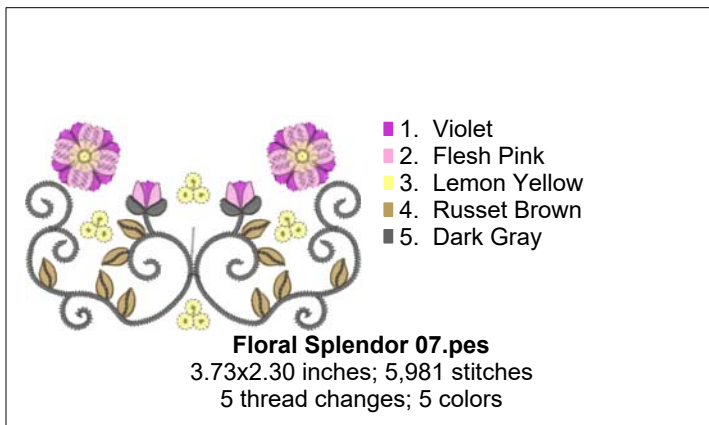 1. Violet
2. Flesh Pink
3. Lemon Yellow
4. Russet Brown
5. Dark Gray
Floral Splendor 07.pes
3.73x2.30 inches; 5,981 stitches
5 thread changes; 5 colors